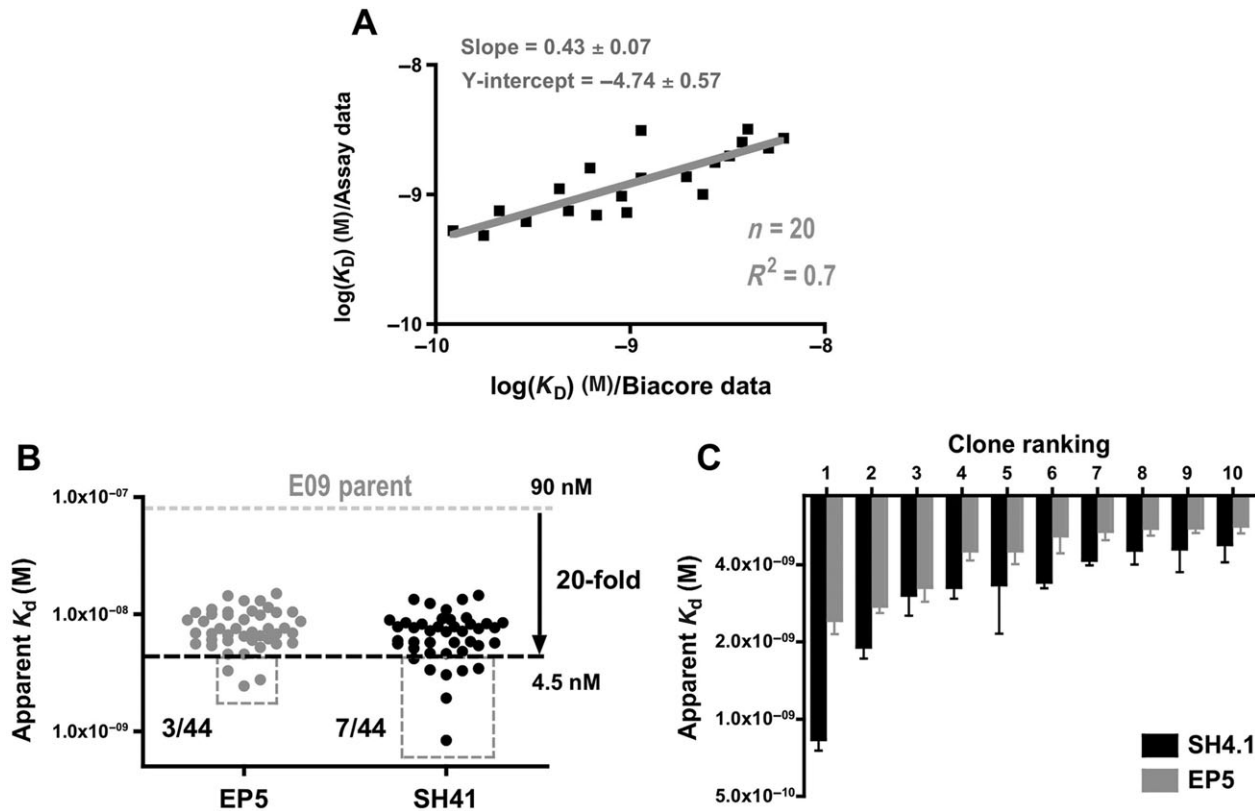 A
Slope = 0.43 ± 0.07
Y-intercept = –4.74 ± 0.57
–8
–9
–10
log(K_D) (M)/Assay data
n = 20
R² = 0.7
–10
–9
–8
log(K_D) (M)/Biacore data
B
E09 parent
90 nM
20-fold
4.5 nM
1.0x10⁻⁰⁷
1.0x10⁻⁰⁸
1.0x10⁻⁰⁹
Apparent K_d (M)
3/44
7/44
EP5
SH41
C
Clone ranking
1 2 3 4 5 6 7 8 9 10
4.0x10⁻⁰⁹
2.0x10⁻⁰⁹
1.0x10⁻⁰⁹
5.0x10⁻¹⁰
Apparent K_d (M)
SH4.1
EP5